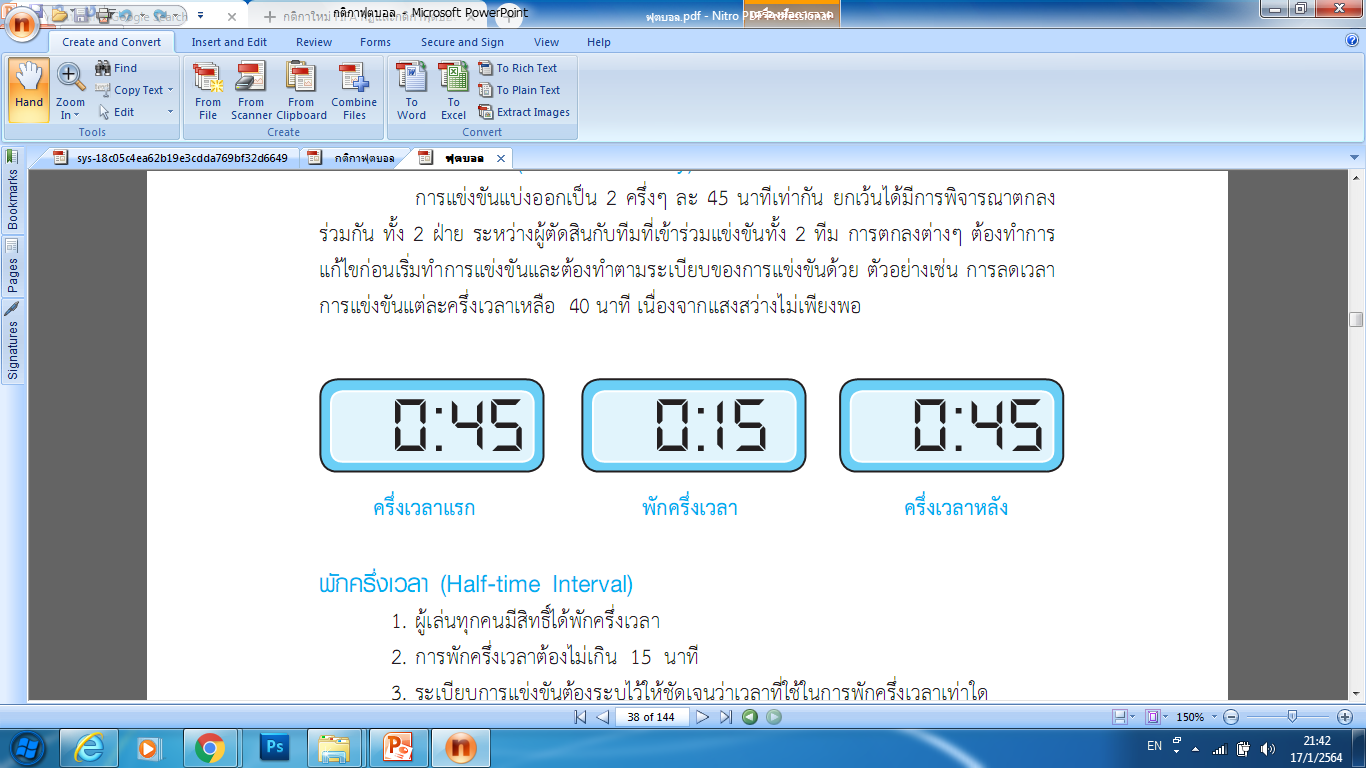 กติกาฟุตบอล - Microsoft PowerPoint
ฟุตบอล.pdf - Nitro PDF Professional
Create and Convert Insert and Edit Review Forms Secure and Sign View Help
Hand
Zoom In
Find
Copy Text
Edit
Tools
From File
From Scanner
From Clipboard
Combine Files
Create
To Word
To Excel
To Rich Text
To Plain Text
Extract Images
Convert
sys-18c05c4ea62b19e3cdda769bf32d6649 กติกาฟุตบอล ฟุตบอล
Bookmarks
Pages
Signatures
การแข่งขันแบ่งออกเป็น 2 ครึ่งๆ ละ 45 นาทีเท่ากัน ยกเว้นได้มีการพิจารณาตกลง
ร่วมกัน ทั้ง 2 ฝ่าย ระหว่างผู้ตัดสินกับทีมที่เข้าร่วมแข่งขันทั้ง 2 ทีม การตกลงต่างๆ ต้องทำการ
แก้ไขก่อนเริ่มทำการแข่งขันและต้องทำตามระเบียบของการแข่งขันด้วย ตัวอย่างเช่น การลดเวลา
การแข่งขันแต่ละครึ่งเวลาเหลือ 40 นาที เนื่องจากแสงสว่างไม่เพียงพอ
0:45 0:15 0:45
ครึ่งเวลาแรก พักครึ่งเวลา ครึ่งเวลาหลัง
พักครึ่งเวลา (Half-time Interval)
1. ผู้เล่นทุกคนมีสิทธิ์ได้พักครึ่งเวลา
2. การพักครึ่งเวลาต้องไม่เกิน 15 นาที
3. ระเบียบการแข่งขันต้องระบุไว้ให้ชัดเจนว่าเวลาที่ใช้ในการพักครึ่งเวลาเท่าใด
38 of 144
150%
EN
21:42
17/1/2564